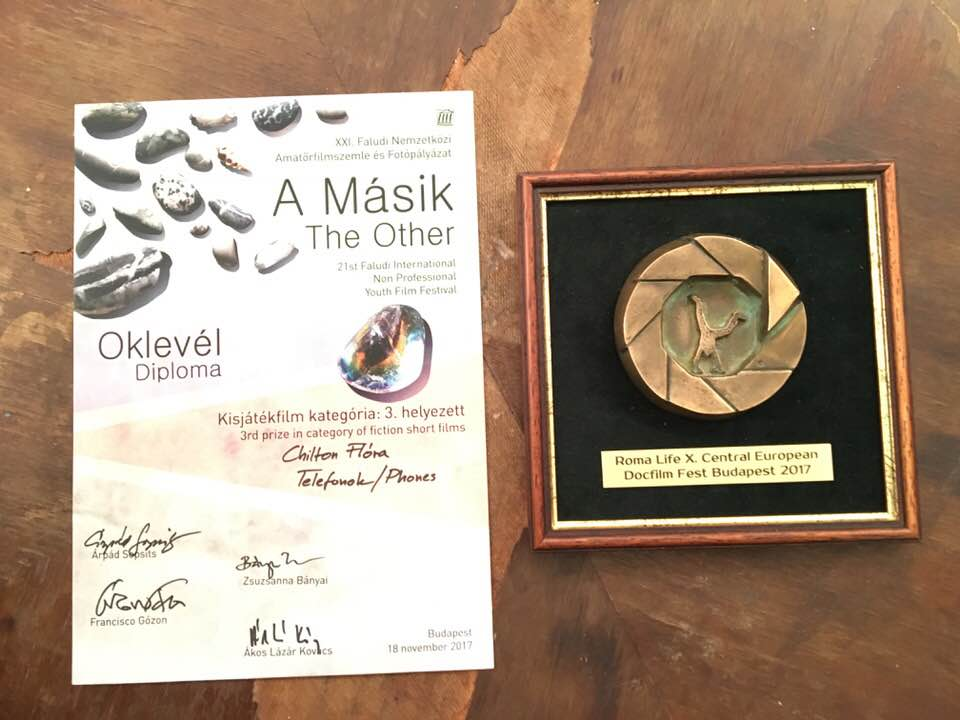 XXI. Faludi Nemzetközi
Amatőrfilmszemle és Fotópályázat
A Másik
The Other
21st Faludi International
Non Professional
Youth Film Festival
Oklevél
Diploma
Kisjátékfilm kategória: 3. helyezett
3rd prize in category of fiction short films
Chilton Flóra
Telefonok/Phones
Árpád Sopsits
Zsuzsanna Bányai
Francisco Gózon
Ákos Lázár Kovács
Budapest
18 november 2017
Roma Life X. Central European
Docfilm Fest Budapest 2017